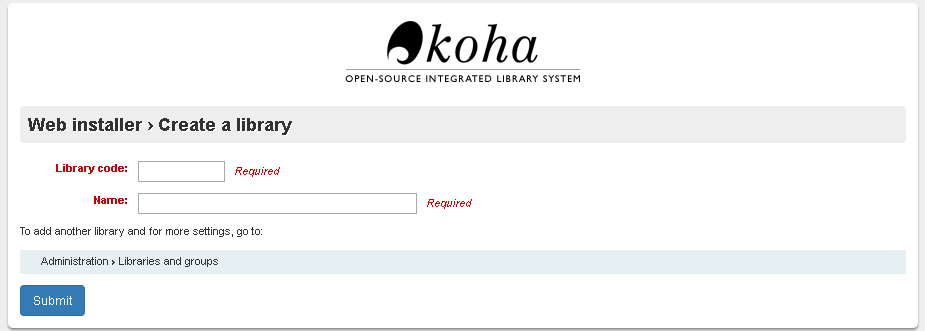 koha
OPEN-SOURCE INTEGRATED LIBRARY SYSTEM
Web installer › Create a library
Library code: Required
Name: Required
To add another library and for more settings, go to:
Administration › Libraries and groups
Submit